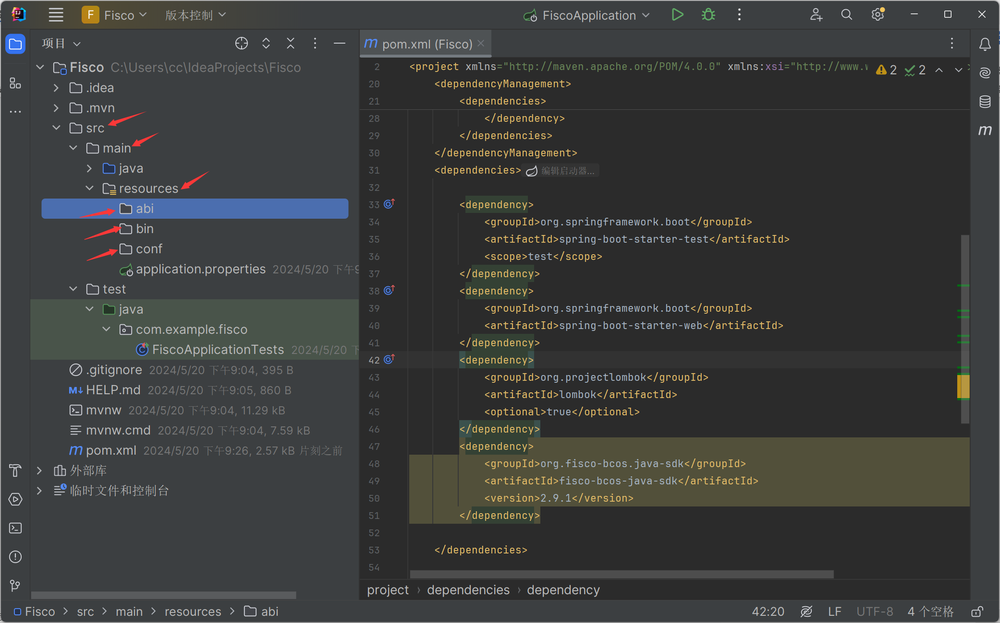 F Fisco 版本控制 FiscoApplication
项目
Fisco C:\Users\cc\IdeaProjects\Fisco
.idea
.mvn
src
main
java
resources
abi
bin
conf
application.properties 2024/5/20 下午9
test
java
com.example.fisco
FiscoApplicationTests 2024/5/20 下
.gitignore 2024/5/20 下午9:04, 395 B
M↓ HELP.md 2024/5/20 下午9:05, 860 B
mvnw 2024/5/20 下午9:04, 11.29 kB
mvnw.cmd 2024/5/20 下午9:04, 7.59 kB
m pom.xml 2024/5/20 下午9:26, 2.57 kB 片刻之前
外部库
临时文件和控制台
m pom.xml (Fisco)
2 <project xmlns="http://maven.apache.org/POM/4.0.0" xmlns:xsi="http://www.w 2 2
20 <dependencyManagement>
21 <dependencies>
28 </dependency>
29 </dependencies>
30 </dependencyManagement>
31 <dependencies> 编辑启动器...
32
33 <dependency>
34 <groupId>org.springframework.boot</groupId>
35 <artifactId>spring-boot-starter-test</artifactId>
36 <scope>test</scope>
37 </dependency>
38 <dependency>
39 <groupId>org.springframework.boot</groupId>
40 <artifactId>spring-boot-starter-web</artifactId>
41 </dependency>
42 <dependency>
43 <groupId>org.projectlombok</groupId>
44 <artifactId>lombok</artifactId>
45 <optional>true</optional>
46 </dependency>
47 <dependency>
48 <groupId>org.fisco-bcos.java-sdk</groupId>
49 <artifactId>fisco-bcos-java-sdk</artifactId>
50 <version>2.9.1</version>
51 </dependency>
52
53 </dependencies>
54
project › dependencies › dependency
m
Fisco > src > main > resources > abi 42:20 LF UTF-8 4 个空格